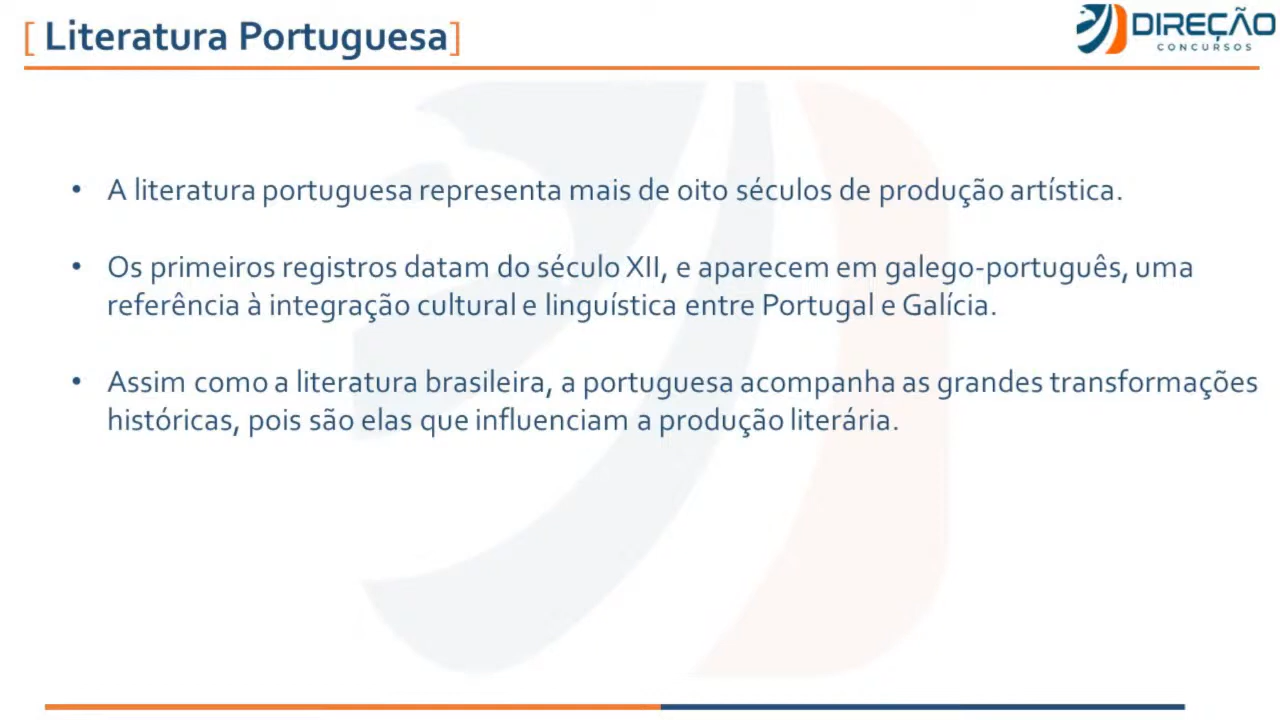 [ Literatura Portuguesa]
DIREÇÃO
CONCURSOS
• A literatura portuguesa representa mais de oito séculos de produção artística.
• Os primeiros registros datam do século XII, e aparecem em galego-português, uma
referência à integração cultural e linguística entre Portugal e Galícia.
• Assim como a literatura brasileira, a portuguesa acompanha as grandes transformações
históricas, pois são elas que influenciam a produção literária.